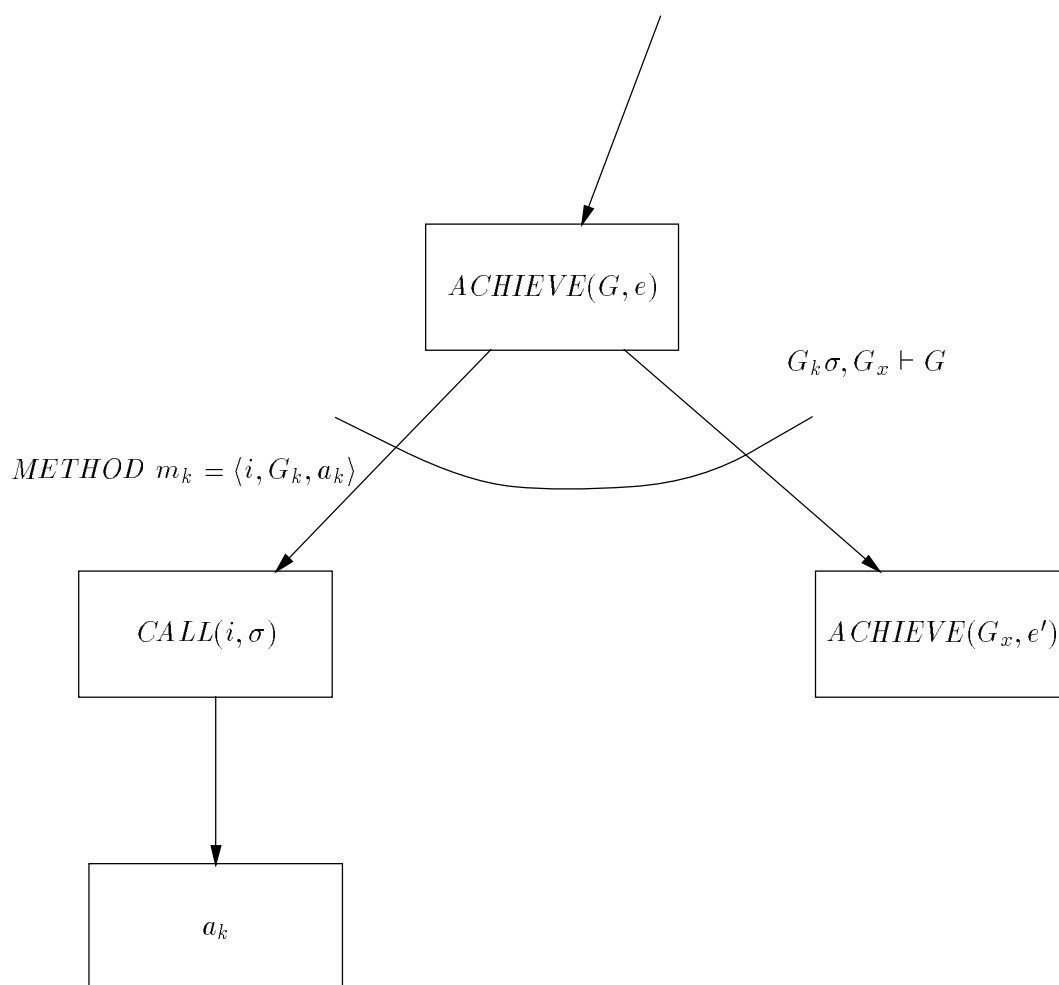 ACHIEVE(G, e)
G_kσ, G_x ⊢ G
METHOD m_k = ⟨i, G_k, a_k⟩
CALL(i, σ)
ACHIEVE(G_x, e′)
a_k